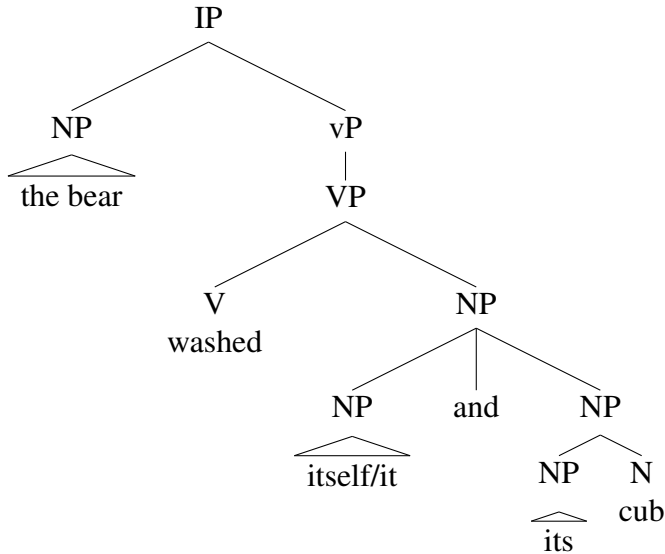 IP
NP vP
the bear VP
V NP
washed
NP and NP
itself/it NP N
its cub